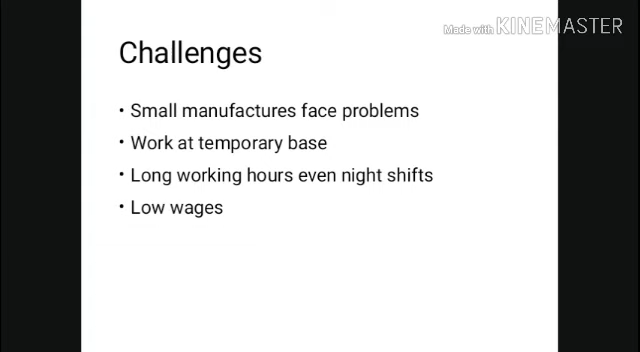 Made with KINEMASTER
Challenges
• Small manufactures face problems
• Work at temporary base
• Long working hours even night shifts
• Low wages